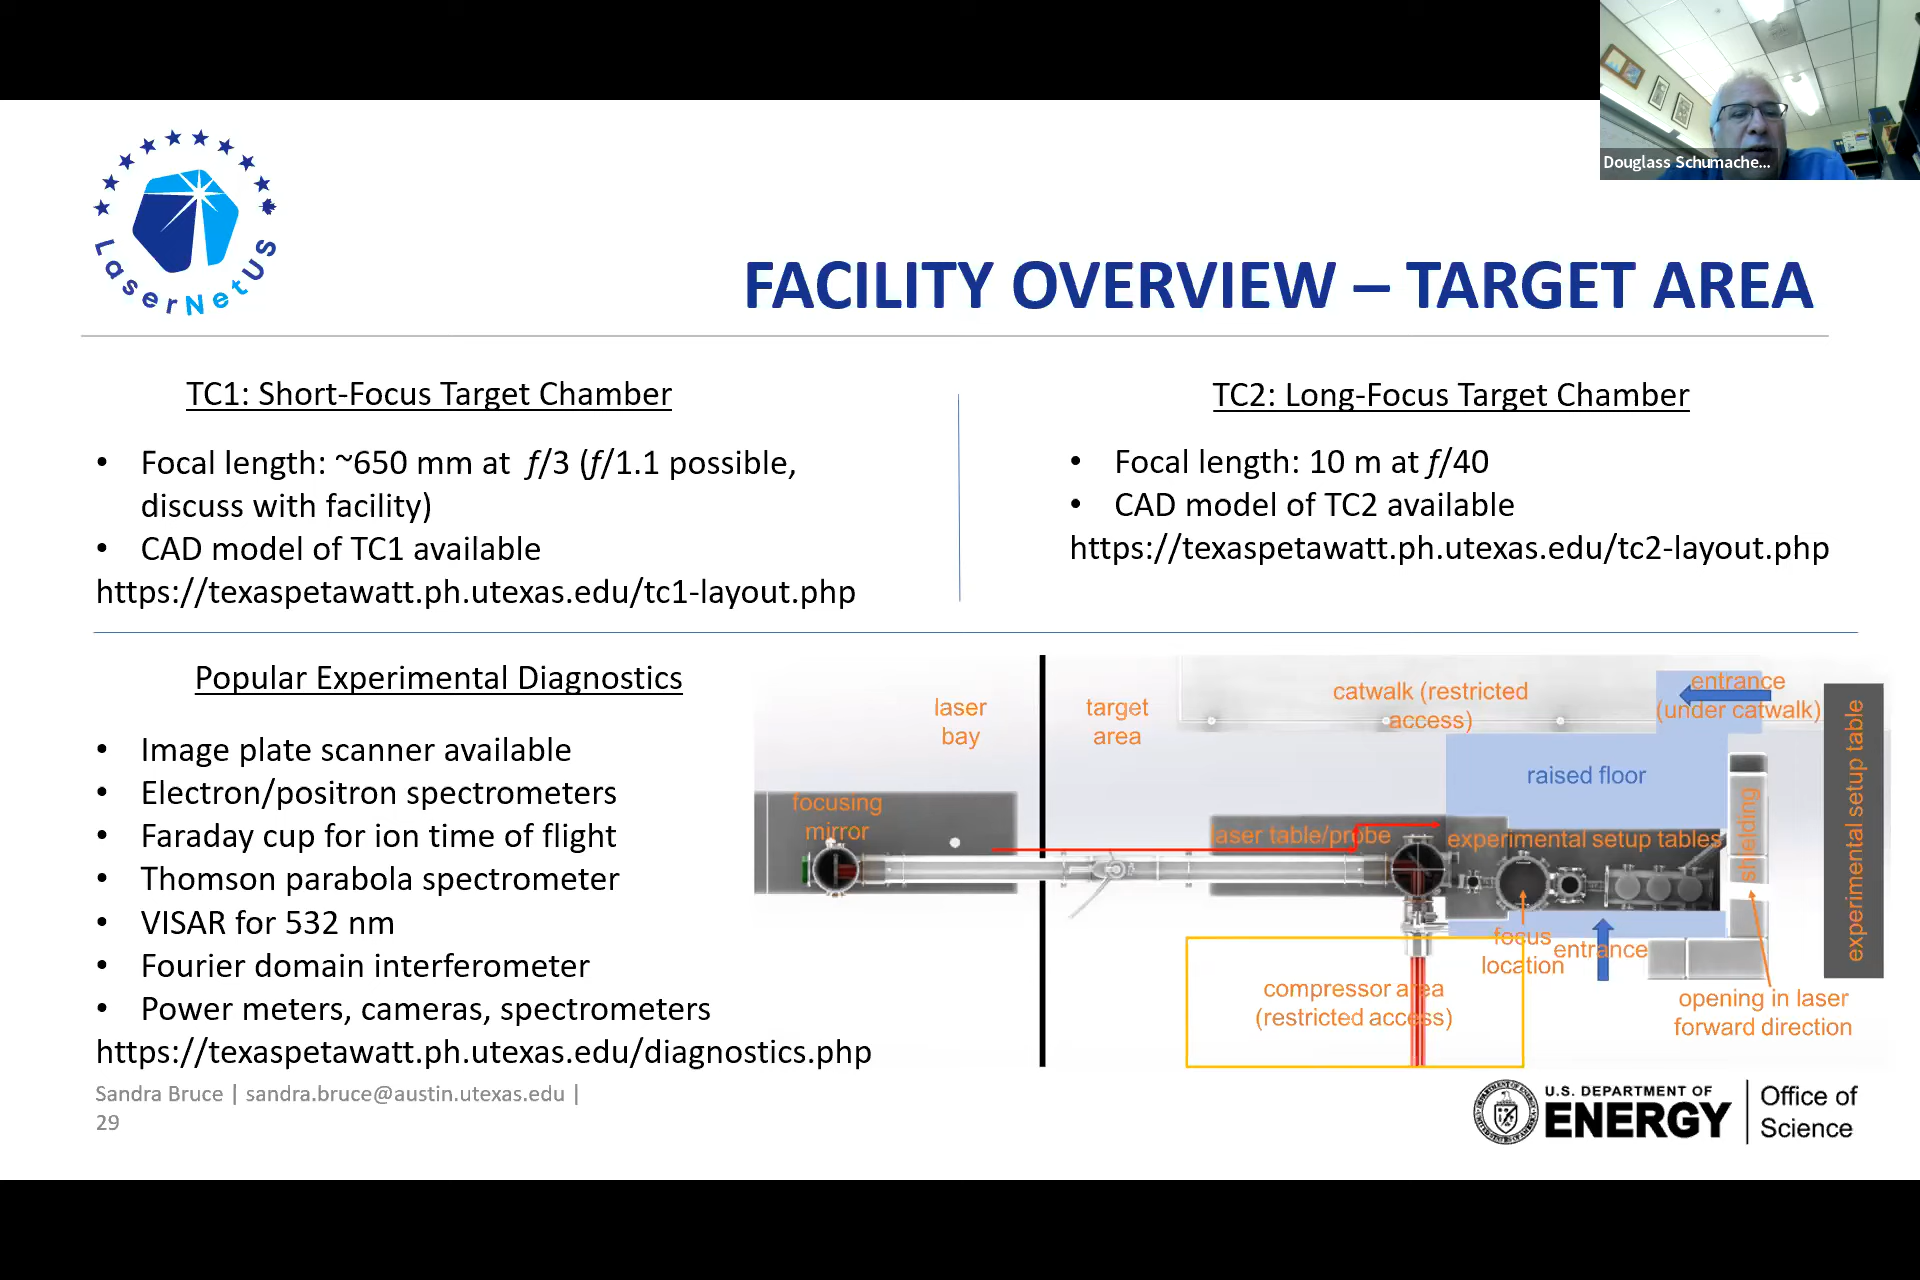 Douglass Schumache...
LaserNetUS
FACILITY OVERVIEW – TARGET AREA
TC1: Short-Focus Target Chamber
• Focal length: ~650 mm at f/3 (f/1.1 possible,
discuss with facility)
• CAD model of TC1 available
https://texaspetawatt.ph.utexas.edu/tc1-layout.php
TC2: Long-Focus Target Chamber
• Focal length: 10 m at f/40
• CAD model of TC2 available
https://texaspetawatt.ph.utexas.edu/tc2-layout.php
Popular Experimental Diagnostics
• Image plate scanner available
• Electron/positron spectrometers
• Faraday cup for ion time of flight
• Thomson parabola spectrometer
• VISAR for 532 nm
• Fourier domain interferometer
• Power meters, cameras, spectrometers
https://texaspetawatt.ph.utexas.edu/diagnostics.php
laser
bay
target
area
catwalk (restricted
access)
entrance
(under catwalk)
raised floor
focusing
mirror
laser table/probe
experimental setup tables
shielding
experimental setup table
focus
location
entrance
compressor area
(restricted access)
opening in laser
forward direction
Sandra Bruce | sandra.bruce@austin.utexas.edu |
29
U.S. DEPARTMENT OF
ENERGY
Office of
Science